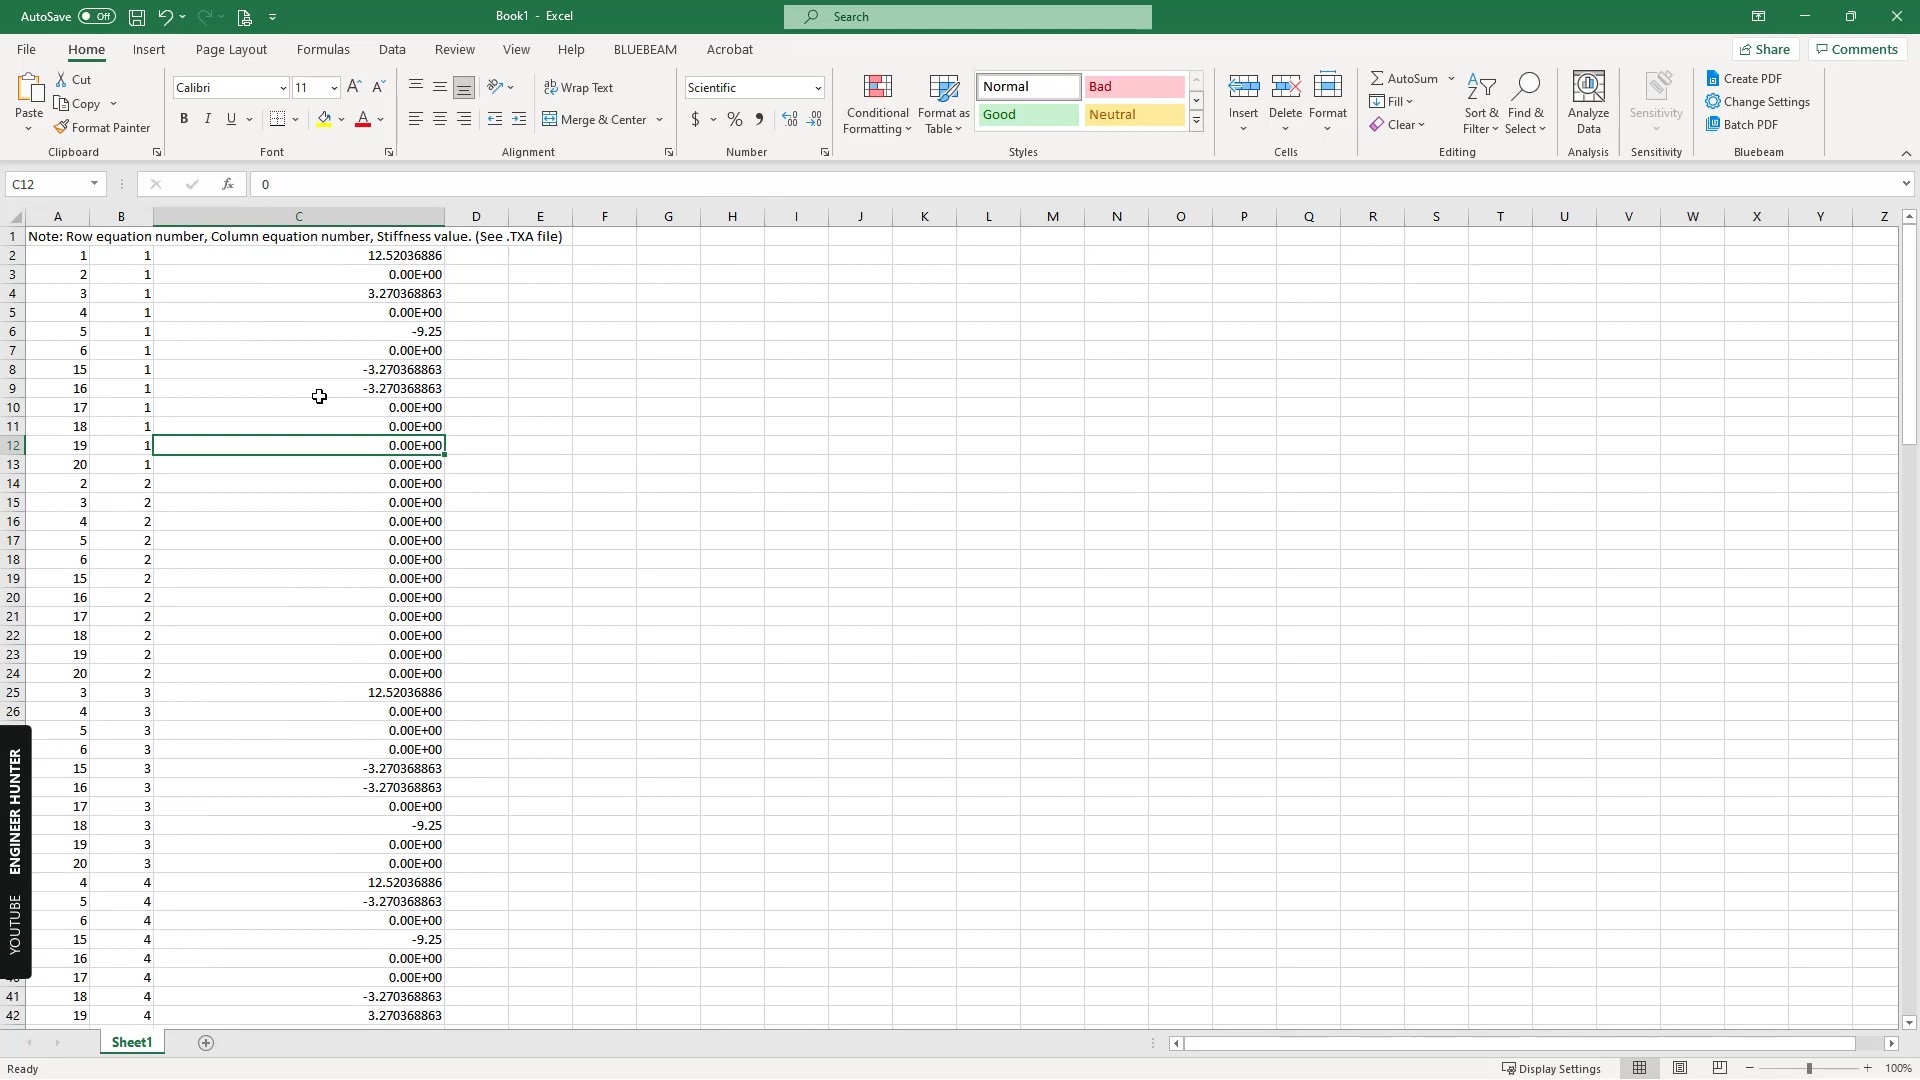 AutoSave Off Book1 - Excel Search
File Home Insert Page Layout Formulas Data Review View Help BLUEBEAM Acrobat Share Comments
Paste Cut Copy Format Painter Clipboard
Calibri 11 A A B I U A Font
Wrap Text Merge & Center Alignment
Scientific $ % Number
Conditional Formatting Format as Table Normal Bad Good Neutral Styles
Insert Delete Format Cells
AutoSum Fill Clear Sort & Filter Find & Select Editing
Analyze Data Analysis Sensitivity Sensitivity
Create PDF Change Settings Batch PDF Bluebeam
C12 fx 0
A B C D E F G H I J K L M N O P Q R S T U V W X Y Z
1 Note: Row equation number, Column equation number, Stiffness value. (See .TXA file)
2 1 1 12.52036886
3 2 1 0.00E+00
4 3 1 3.270368863
5 4 1 0.00E+00
6 5 1 -9.25
7 6 1 0.00E+00
8 15 1 -3.270368863
9 16 1 -3.270368863
10 17 1 0.00E+00
11 18 1 0.00E+00
12 19 1 0.00E+00
13 20 1 0.00E+00
14 2 2 0.00E+00
15 3 2 0.00E+00
16 4 2 0.00E+00
17 5 2 0.00E+00
18 6 2 0.00E+00
19 15 2 0.00E+00
20 16 2 0.00E+00
21 17 2 0.00E+00
22 18 2 0.00E+00
23 19 2 0.00E+00
24 20 2 0.00E+00
25 3 3 12.52036886
26 4 3 0.00E+00
5 3 0.00E+00
6 3 0.00E+00
15 3 -3.270368863
16 3 -3.270368863
17 3 0.00E+00
18 3 -9.25
19 3 0.00E+00
20 3 0.00E+00
4 4 12.52036886
5 4 -3.270368863
6 4 0.00E+00
15 4 -9.25
16 4 0.00E+00
17 4 0.00E+00
41 18 4 -3.270368863
42 19 4 3.270368863
YOUTUBE ENGINEER HUNTER
Sheet1
Ready Display Settings 100%